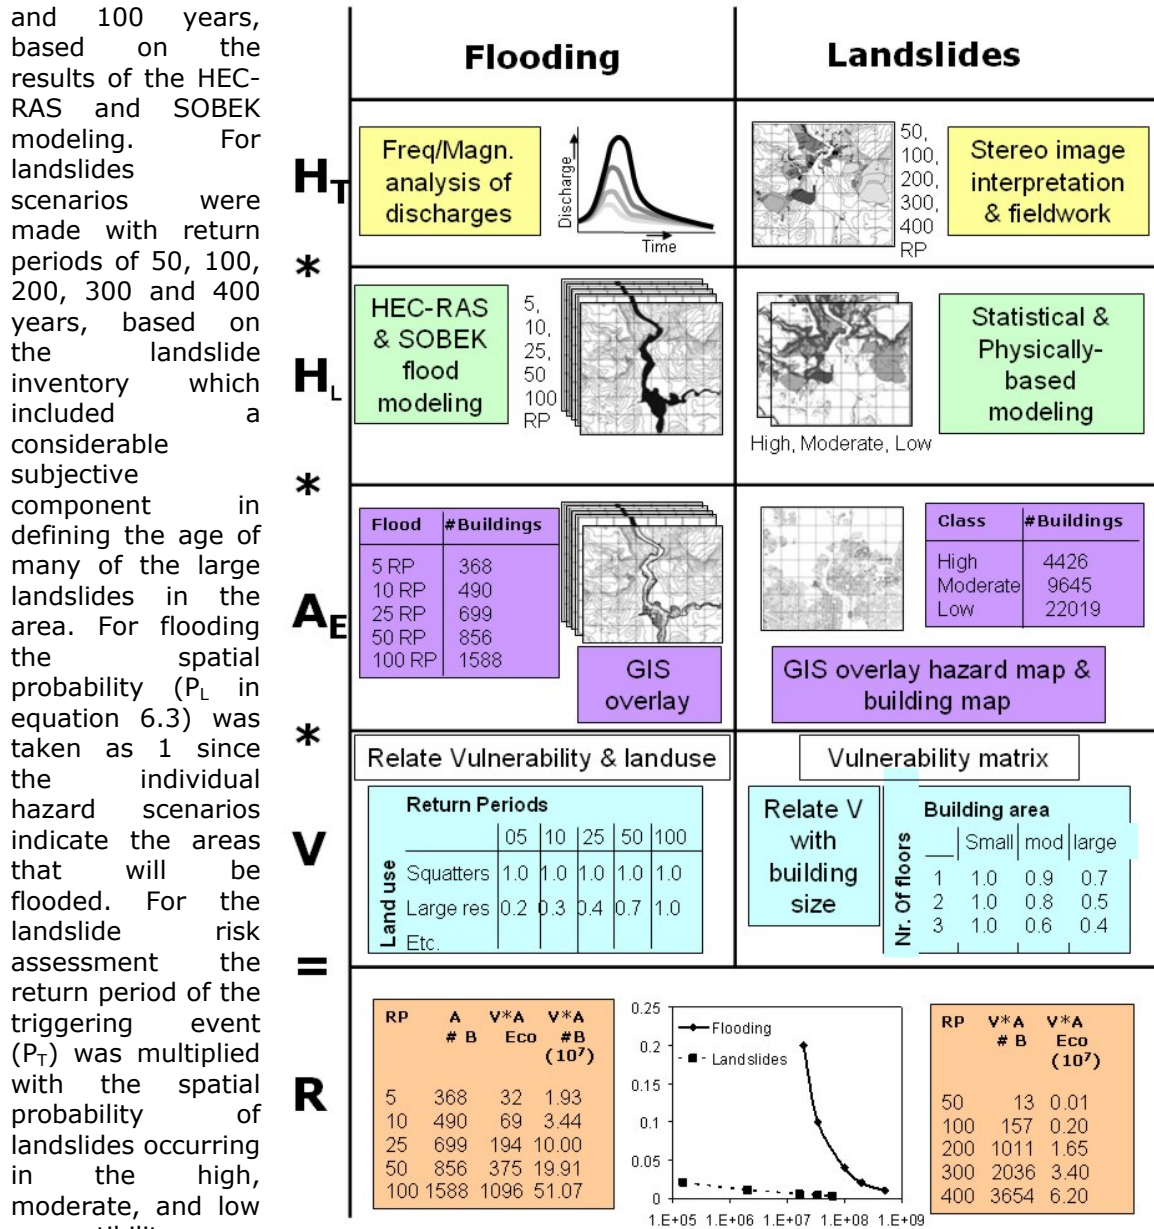 and 100 years,
based on the
results of the HEC-
RAS and SOBEK
modeling. For
landslides
scenarios were
made with return
periods of 50, 100,
200, 300 and 400
years, based on
the landslide
inventory which
included a
considerable
subjective
component in
defining the age of
many of the large
landslides in the
area. For flooding
the spatial
probability (PL in
equation 6.3) was
taken as 1 since
the individual
hazard scenarios
indicate the areas
that will be
flooded. For the
landslide risk
assessment the
return period of the
triggering event
(PT) was multiplied
with the spatial
probability of
landslides occurring
in the high,
moderate, and low
Flooding
Landslides
HT
Freq/Magn.
analysis of
discharges
Discharge
Time
50,
100,
200,
300,
400
RP
Stereo image
interpretation
& fieldwork
*
HL
HEC-RAS
& SOBEK
flood
modeling
5,
10,
25,
50
100
RP
High, Moderate, Low
Statistical &
Physically-
based
modeling
*
AE
Flood #Buildings
5 RP 368
10 RP 490
25 RP 699
50 RP 856
100 RP 1588
GIS
overlay
Class #Buildings
High 4426
Moderate 9645
Low 22019
GIS overlay hazard map &
building map
*
V
Relate Vulnerability & landuse
Return Periods
Land use
05 10 25 50 100
Squatters 1.0 1.0 1.0 1.0 1.0
Large res 0.2 0.3 0.4 0.7 1.0
Etc.
Vulnerability matrix
Relate V
with
building
size
Nr. Of floors
Building area
Small mod large
1 1.0 0.9 0.7
2 1.0 0.8 0.5
3 1.0 0.6 0.4
=
R
RP A V*A V*A
# B Eco #B
(10⁷)
5 368 32 1.93
10 490 69 3.44
25 699 194 10.00
50 856 375 19.91
100 1588 1096 51.07
0.25
0.2
0.15
0.1
0.05
0
Flooding
Landslides
1.E+05 1.E+06 1.E+07 1.E+08 1.E+09
RP V*A V*A
# B Eco
(10⁷)
50 13 0.01
100 157 0.20
200 1011 1.65
300 2036 3.40
400 3654 6.20